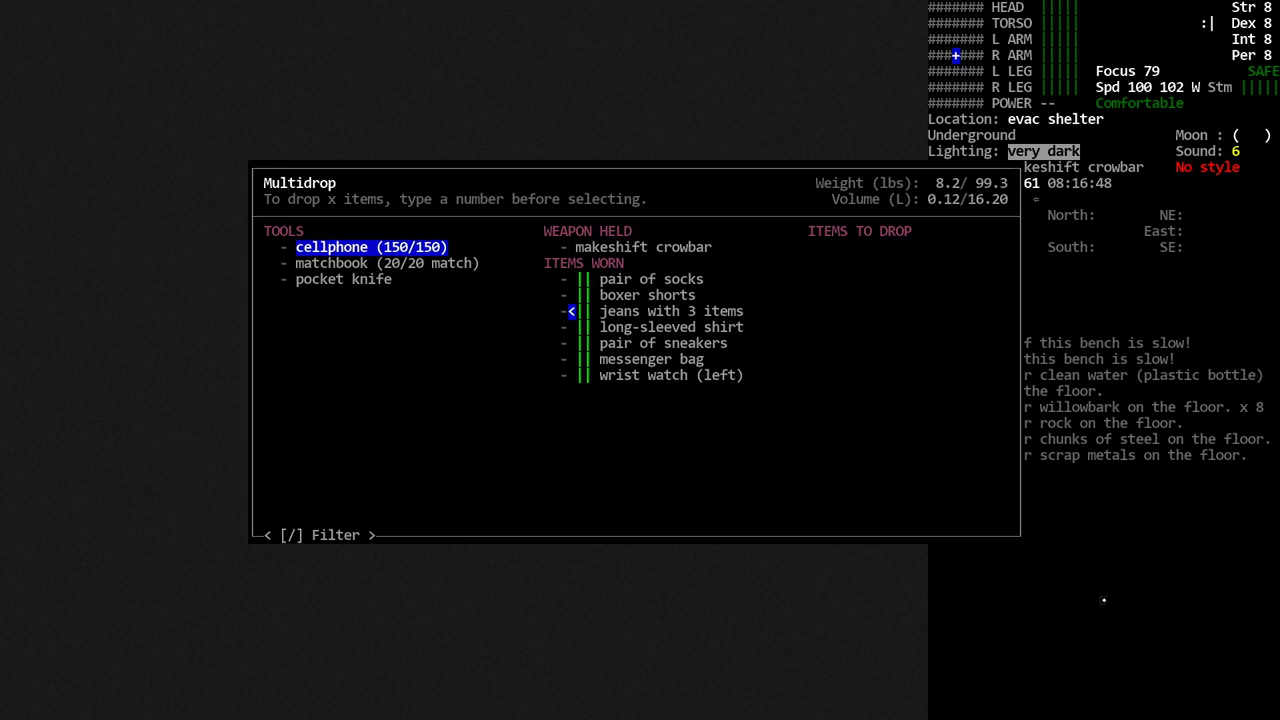 ####### HEAD ||||| Str 8
####### TORSO ||||| :| Dex 8
####### L ARM ||||| Int 8
###+### R ARM ||||| Per 8
####### L LEG ||||| Focus 79 SAFE
####### R LEG ||||| Spd 100 102 W Stm |||||
####### POWER -- Comfortable
Location: evac shelter
Underground Moon : ( )
Lighting: very dark Sound: 6
keshift crowbar No style
61 08:16:48
North: NE:
East:
South: SE:
f this bench is slow!
this bench is slow!
r clean water (plastic bottle)
the floor.
r willowbark on the floor. x 8
r rock on the floor.
r chunks of steel on the floor.
r scrap metals on the floor.
Multidrop Weight (lbs): 8.2/ 99.3
To drop x items, type a number before selecting. Volume (L): 0.12/16.20
TOOLS
- cellphone (150/150)
- matchbook (20/20 match)
- pocket knife
WEAPON HELD
- makeshift crowbar
ITEMS WORN
- || pair of socks
- || boxer shorts
-<|| jeans with 3 items
- || long-sleeved shirt
- || pair of sneakers
- || messenger bag
- || wrist watch (left)
ITEMS TO DROP
< [/] Filter >